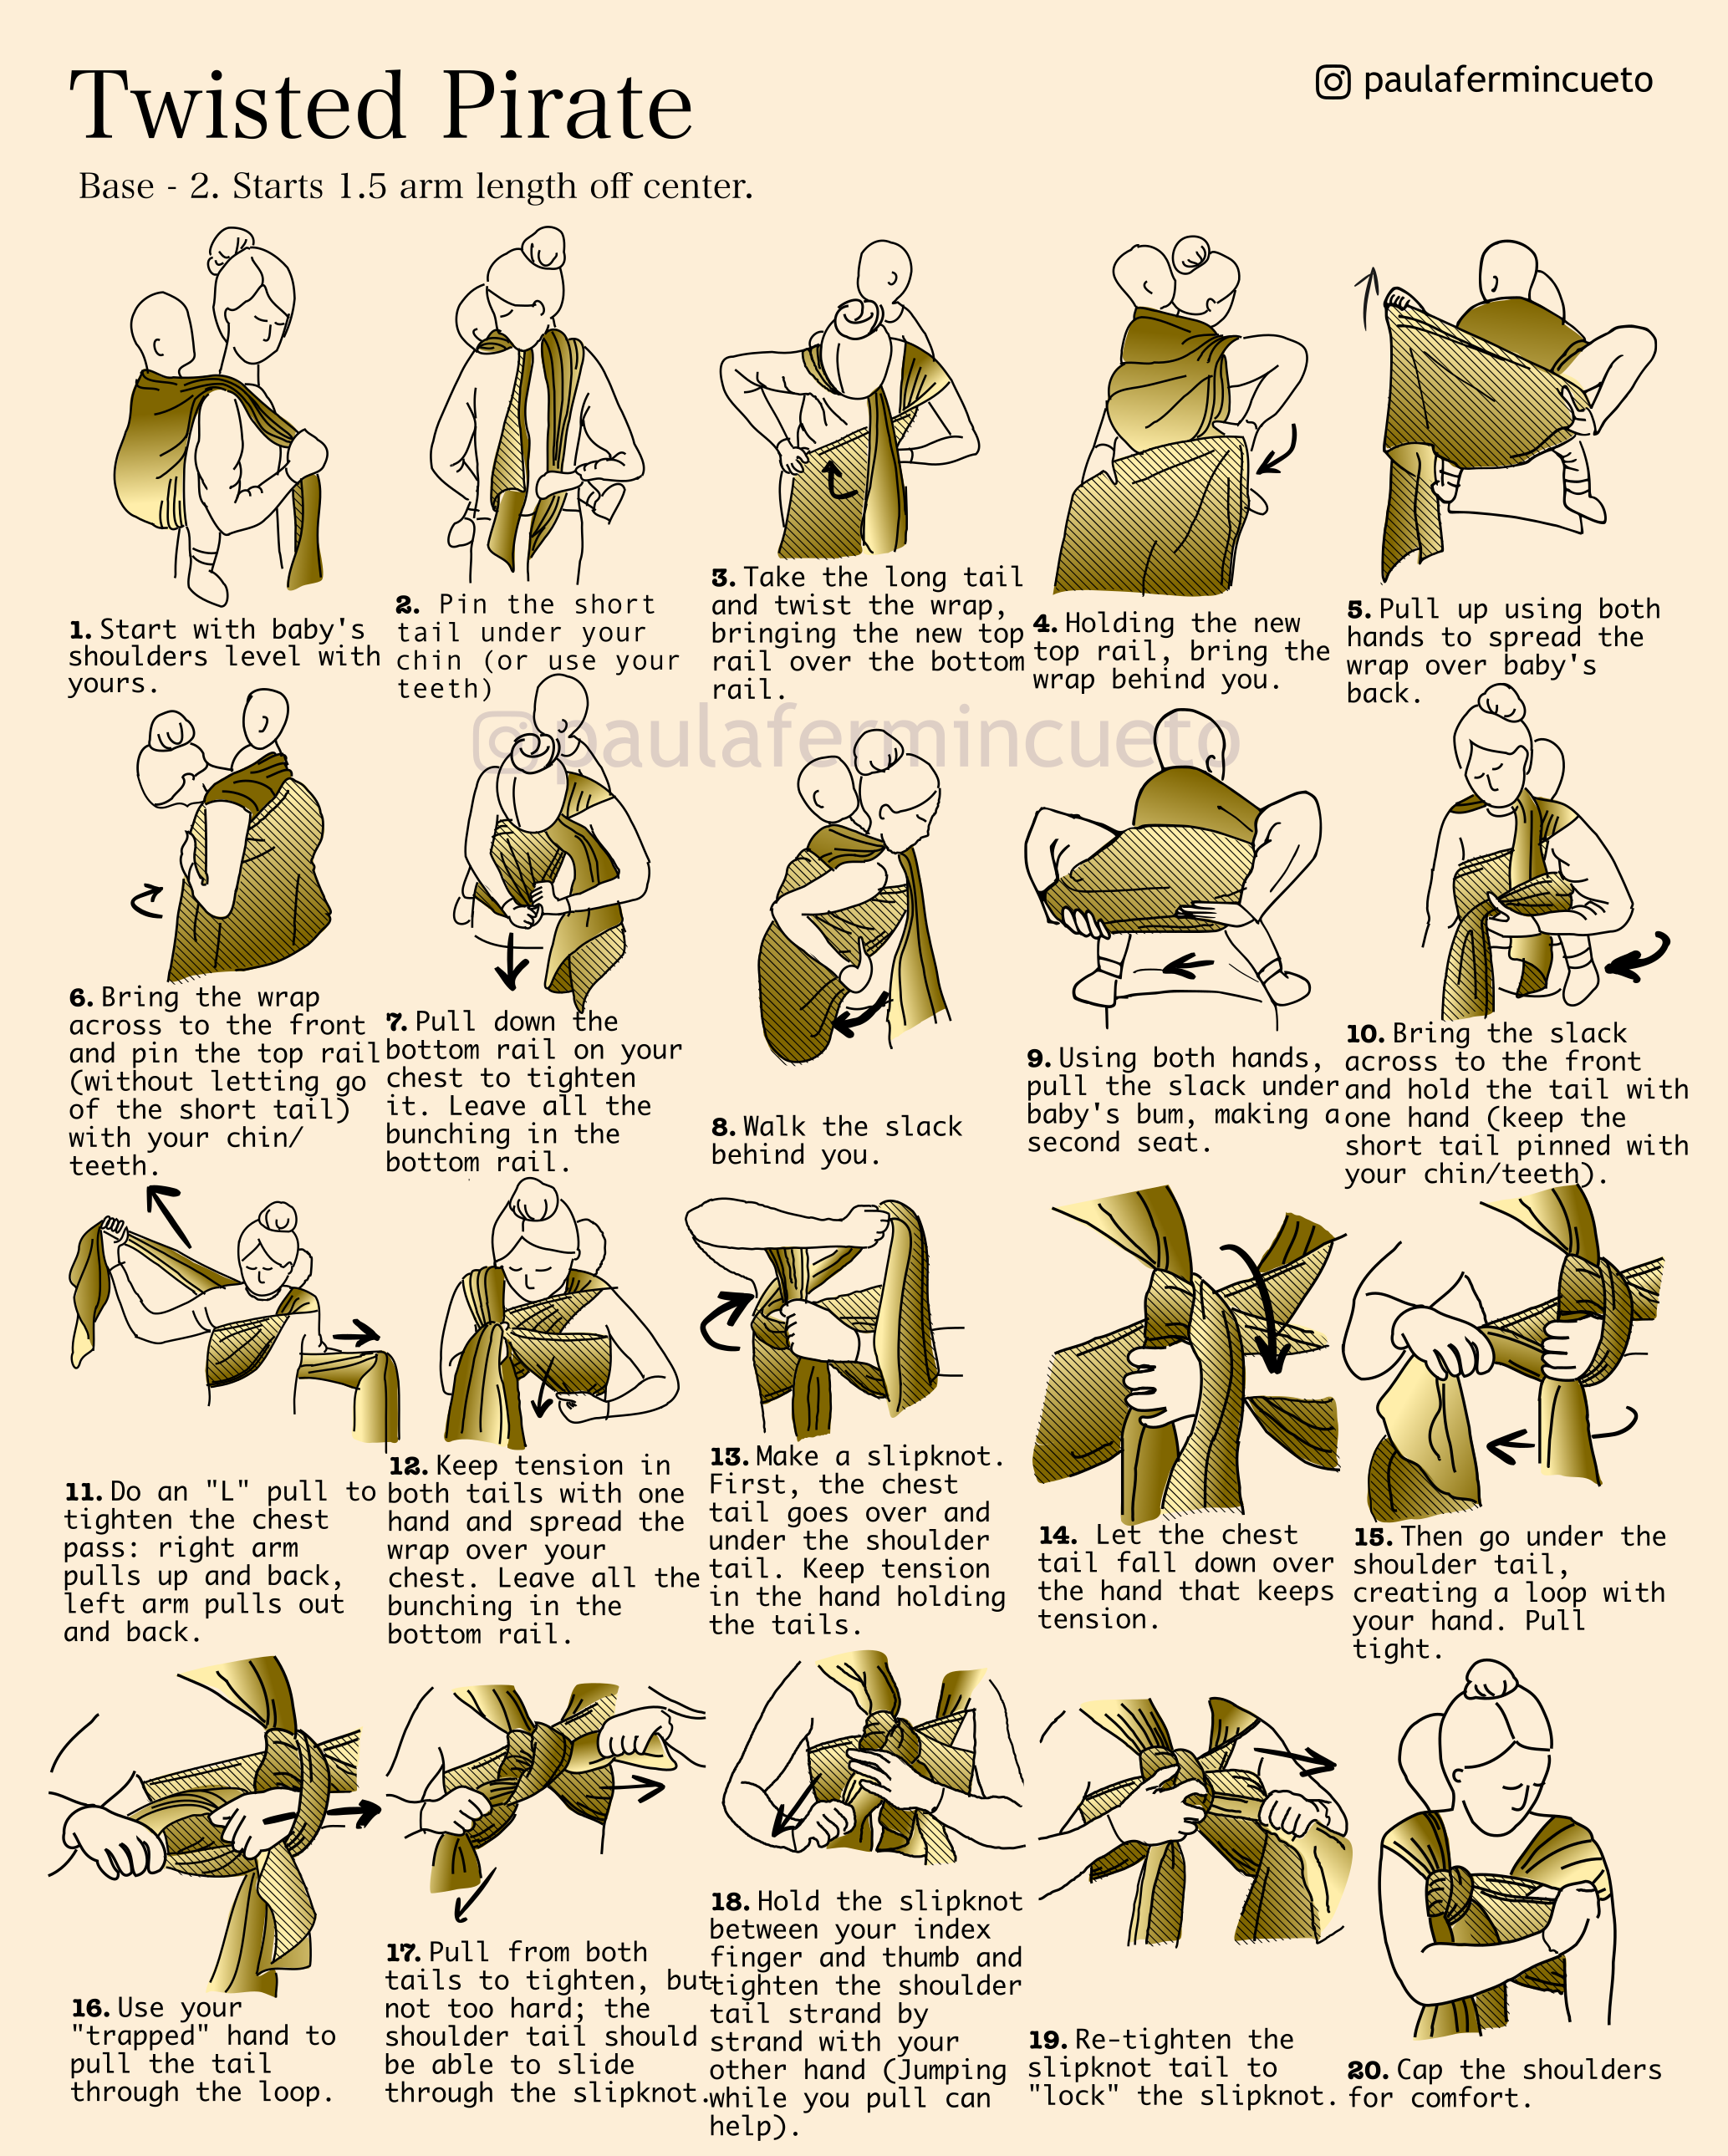 Twisted Pirate
paulafermincueto
Base - 2. Starts 1.5 arm length off center.
1. Start with baby's
shoulders level with
yours.
2. Pin the short
tail under your
chin (or use your
teeth)
3. Take the long tail
and twist the wrap,
bringing the new top
rail over the bottom
rail.
4. Holding the new
top rail, bring the
wrap behind you.
5. Pull up using both
hands to spread the
wrap over baby's
back.
@paulafermincueto
6. Bring the wrap
across to the front
and pin the top rail
(without letting go
of the short tail)
with your chin/
teeth.
7. Pull down the
bottom rail on your
chest to tighten
it. Leave all the
bunching in the
bottom rail.
8. Walk the slack
behind you.
9. Using both hands,
pull the slack under
baby's bum, making a
second seat.
10. Bring the slack
across to the front
and hold the tail with
one hand (keep the
short tail pinned with
your chin/teeth).
11. Do an "L" pull to
tighten the chest
pass: right arm
pulls up and back,
left arm pulls out
and back.
12. Keep tension in
both tails with one
hand and spread the
wrap over your
chest. Leave all the
bunching in the
bottom rail.
13. Make a slipknot.
First, the chest
tail goes over and
under the shoulder
tail. Keep tension
in the hand holding
the tails.
14. Let the chest
tail fall down over
the hand that keeps
tension.
15. Then go under the
shoulder tail,
creating a loop with
your hand. Pull
tight.
16. Use your
"trapped" hand to
pull the tail
through the loop.
17. Pull from both
tails to tighten, but
not too hard; the
shoulder tail should
be able to slide
through the slipknot.
18. Hold the slipknot
between your index
finger and thumb and
tighten the shoulder
tail strand by
strand with your
other hand (Jumping
while you pull can
help).
19. Re-tighten the
slipknot tail to
"lock" the slipknot.
20. Cap the shoulders
for comfort.